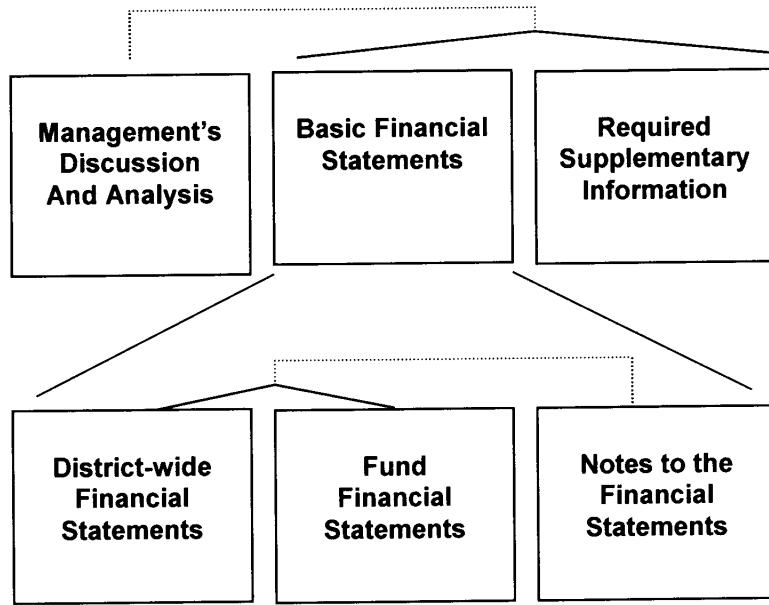 Management's
Discussion
And Analysis
Basic Financial
Statements
Required
Supplementary
Information
District-wide
Financial
Statements
Fund
Financial
Statements
Notes to the
Financial
Statements